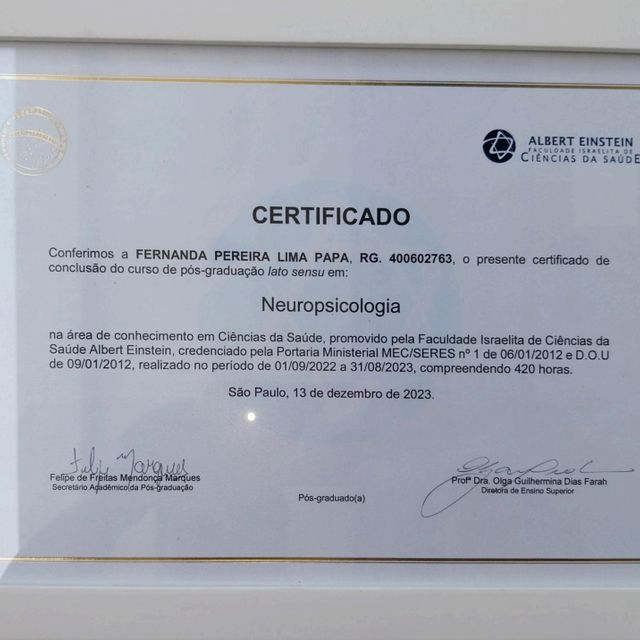 ALBERT EINSTEIN
FACULDADE ISRAELITA DE
CIÊNCIAS DA SAÚDE
CERTIFICADO
Conferimos a FERNANDA PEREIRA LIMA PAPA, RG. 400602763, o presente certificado de
conclusão do curso de pós-graduação lato sensu em:
Neuropsicologia
na área de conhecimento em Ciências da Saúde, promovido pela Faculdade Israelita de Ciências da
Saúde Albert Einstein, credenciado pela Portaria Ministerial MEC/SERES nº 1 de 06/01/2012 e D.O.U
de 09/01/2012, realizado no período de 01/09/2022 a 31/08/2023, compreendendo 420 horas.
São Paulo, 13 de dezembro de 2023.
Felipe Marques
Felipe de Freitas Mendonça Marques
Secretário Acadêmico da Pós-graduação
Profª Dra. Olga Guilhermina Dias Farah
Diretora de Ensino Superior
Pós-graduado(a)